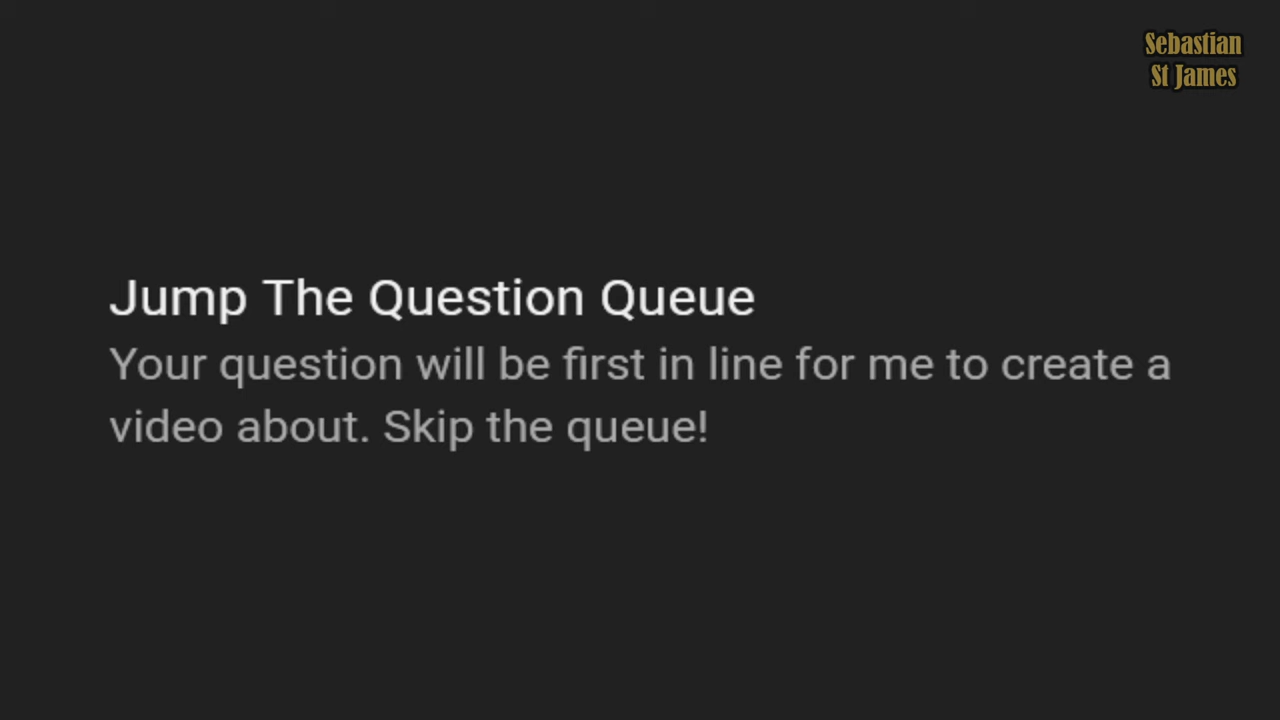 Sebastian
St James
Jump The Question Queue
Your question will be first in line for me to create a
video about. Skip the queue!